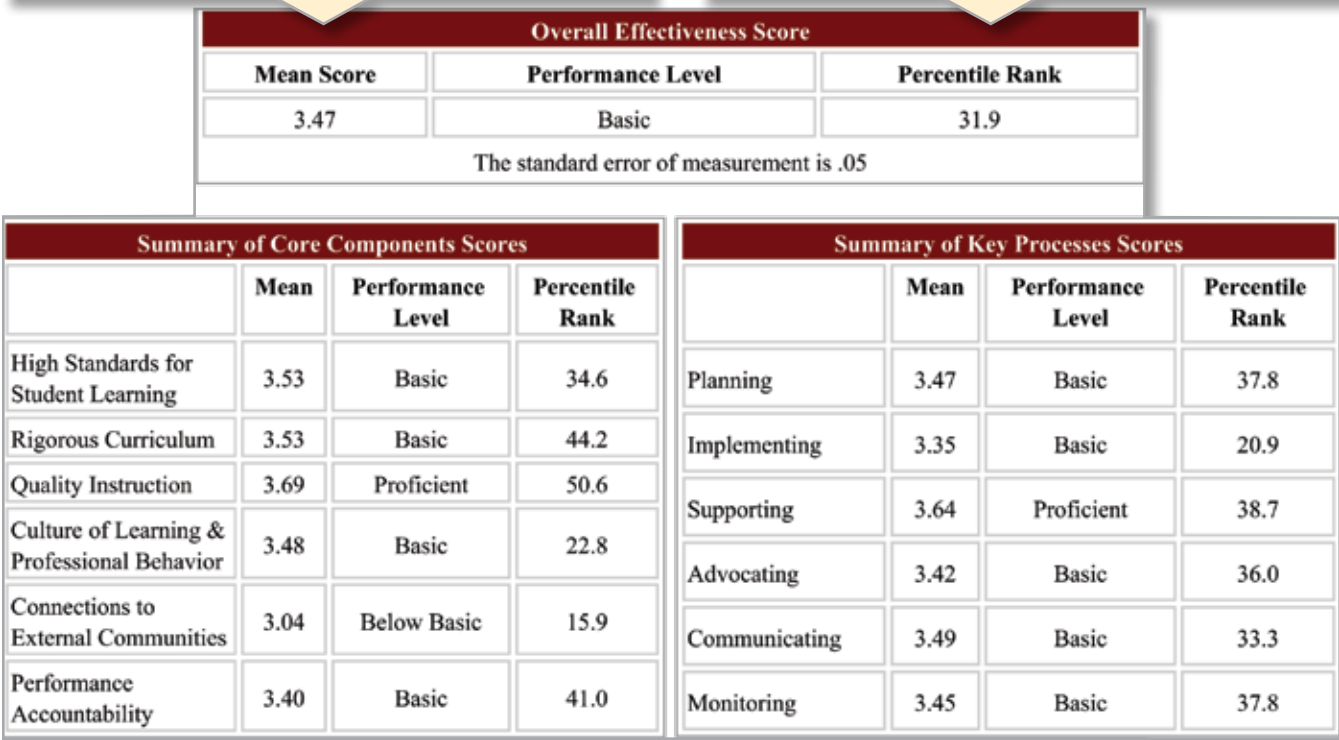 Overall Effectiveness Score
Mean Score Performance Level Percentile Rank
3.47 Basic 31.9
The standard error of measurement is .05
Summary of Core Components Scores
Mean Performance Level Percentile Rank
High Standards for Student Learning 3.53 Basic 34.6
Rigorous Curriculum 3.53 Basic 44.2
Quality Instruction 3.69 Proficient 50.6
Culture of Learning & Professional Behavior 3.48 Basic 22.8
Connections to External Communities 3.04 Below Basic 15.9
Performance Accountability 3.40 Basic 41.0
Summary of Key Processes Scores
Mean Performance Level Percentile Rank
Planning 3.47 Basic 37.8
Implementing 3.35 Basic 20.9
Supporting 3.64 Proficient 38.7
Advocating 3.42 Basic 36.0
Communicating 3.49 Basic 33.3
Monitoring 3.45 Basic 37.8